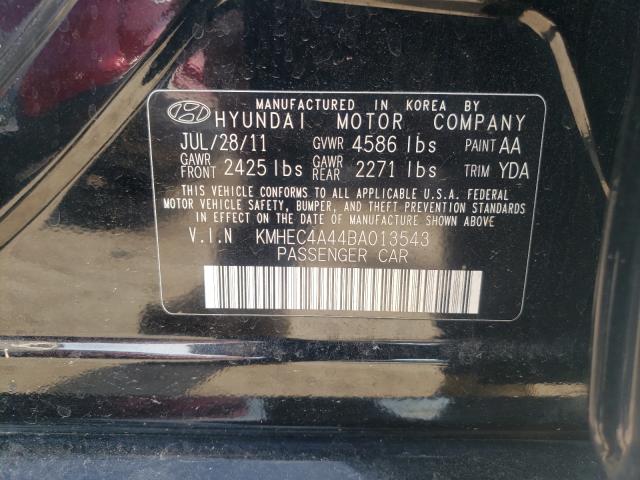 MANUFACTURED IN KOREA BY
HYUNDAI MOTOR COMPANY
JUL/28/11 GVWR 4586 lbs PAINT AA
GAWR FRONT 2425 lbs GAWR REAR 2271 lbs TRIM YDA
THIS VEHICLE CONFORMS TO ALL APPLICABLE U.S.A. FEDERAL
MOTOR VEHICLE SAFETY, BUMPER, AND THEFT PREVENTION STANDARDS
IN EFFECT ON THE DATE OF MANUFACTURE SHOWN ABOVE.
V.I.N KMHEC4A44BA013543
PASSENGER CAR